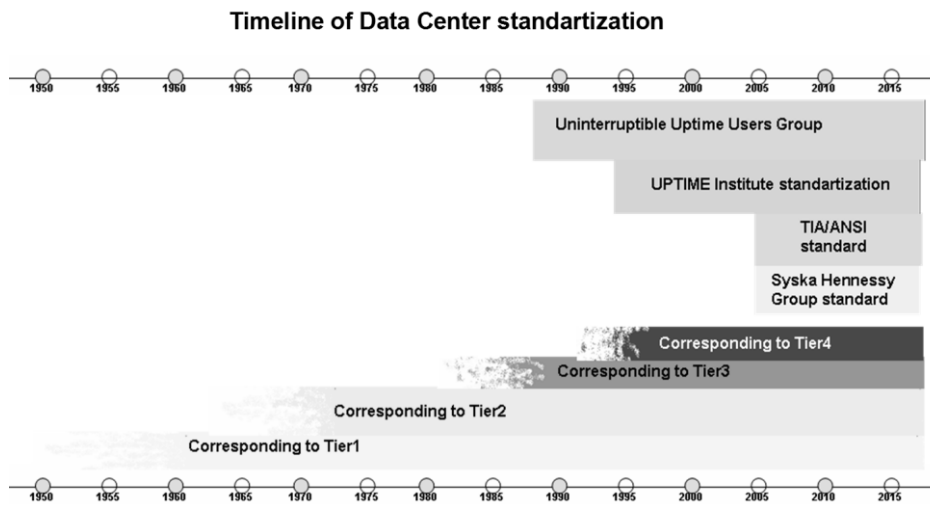 Timeline of Data Center standartization
1950 1955 1960 1965 1970 1975 1980 1985 1990 1995 2000 2005 2010 2015
Uninterruptible Uptime Users Group
UPTIME Institute standartization
TIA/ANSI
standard
Syska Hennessy
Group standard
Corresponding to Tier4
Corresponding to Tier3
Corresponding to Tier2
Corresponding to Tier1
1950 1955 1960 1965 1970 1975 1980 1985 1990 1995 2000 2005 2010 2015